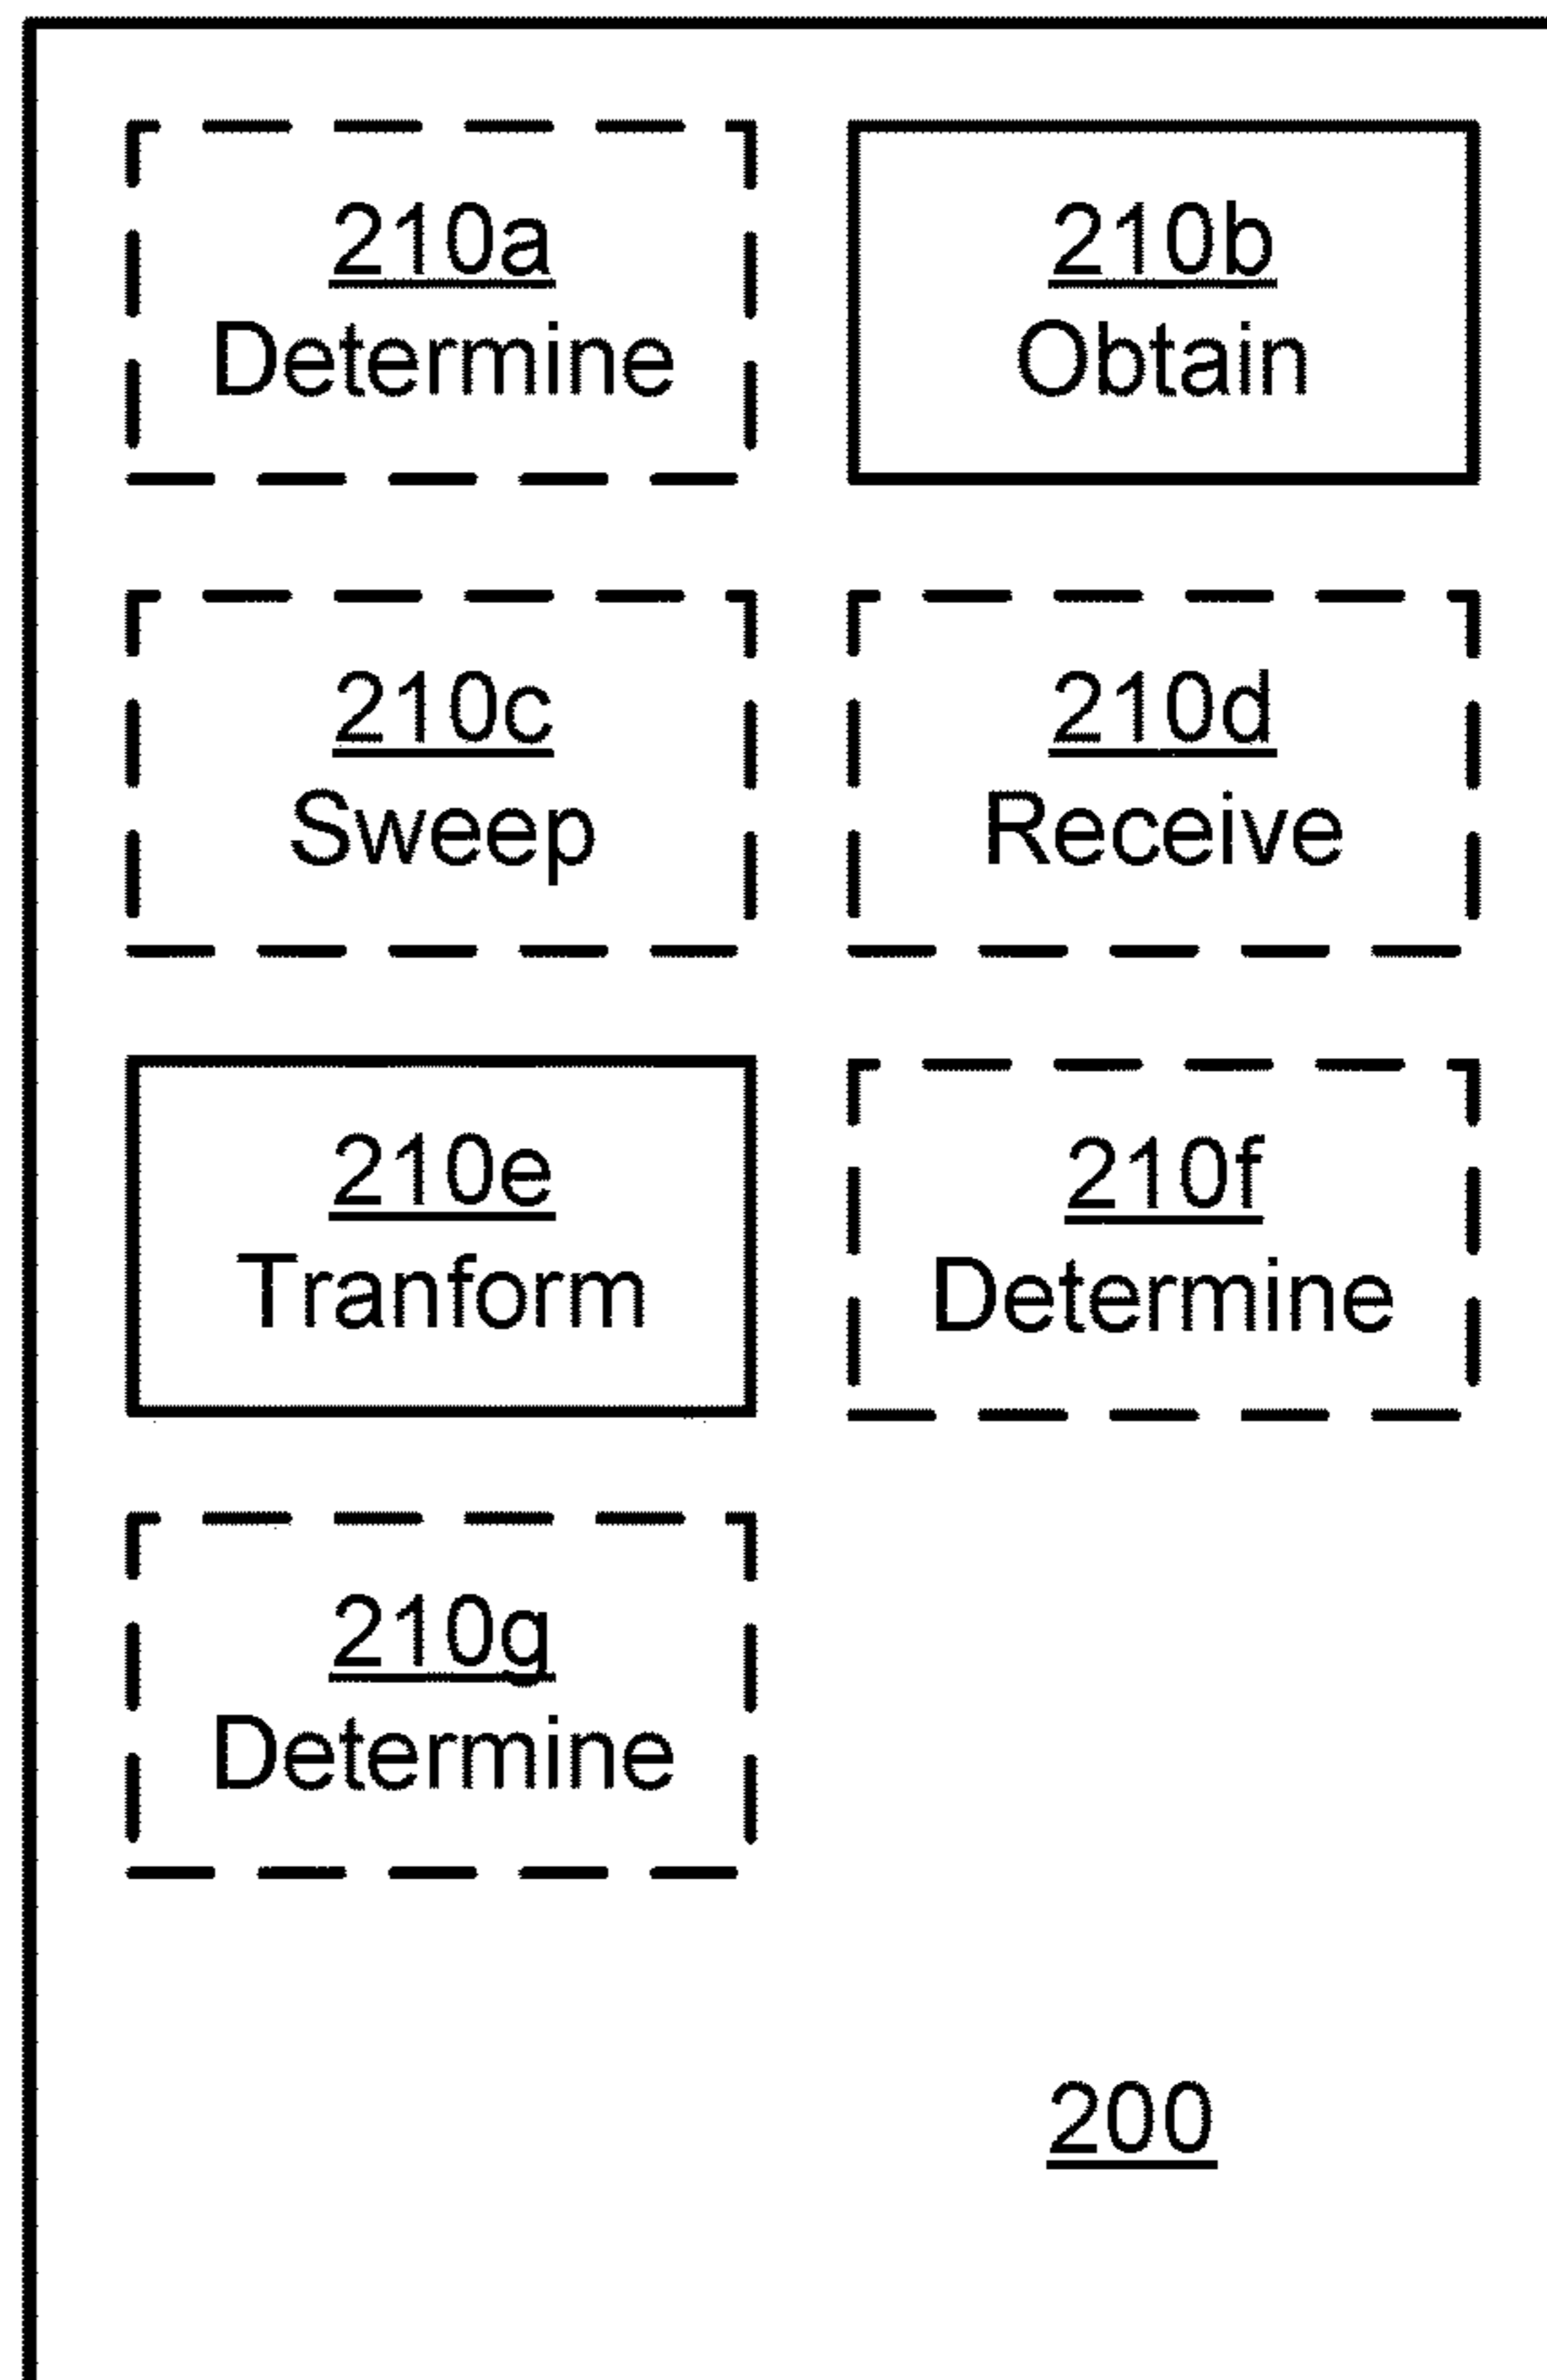 210a
Determine
210b
Obtain
210c
Sweep
210d
Receive
210e
Tranform
210f
Determine
210g
Determine
200